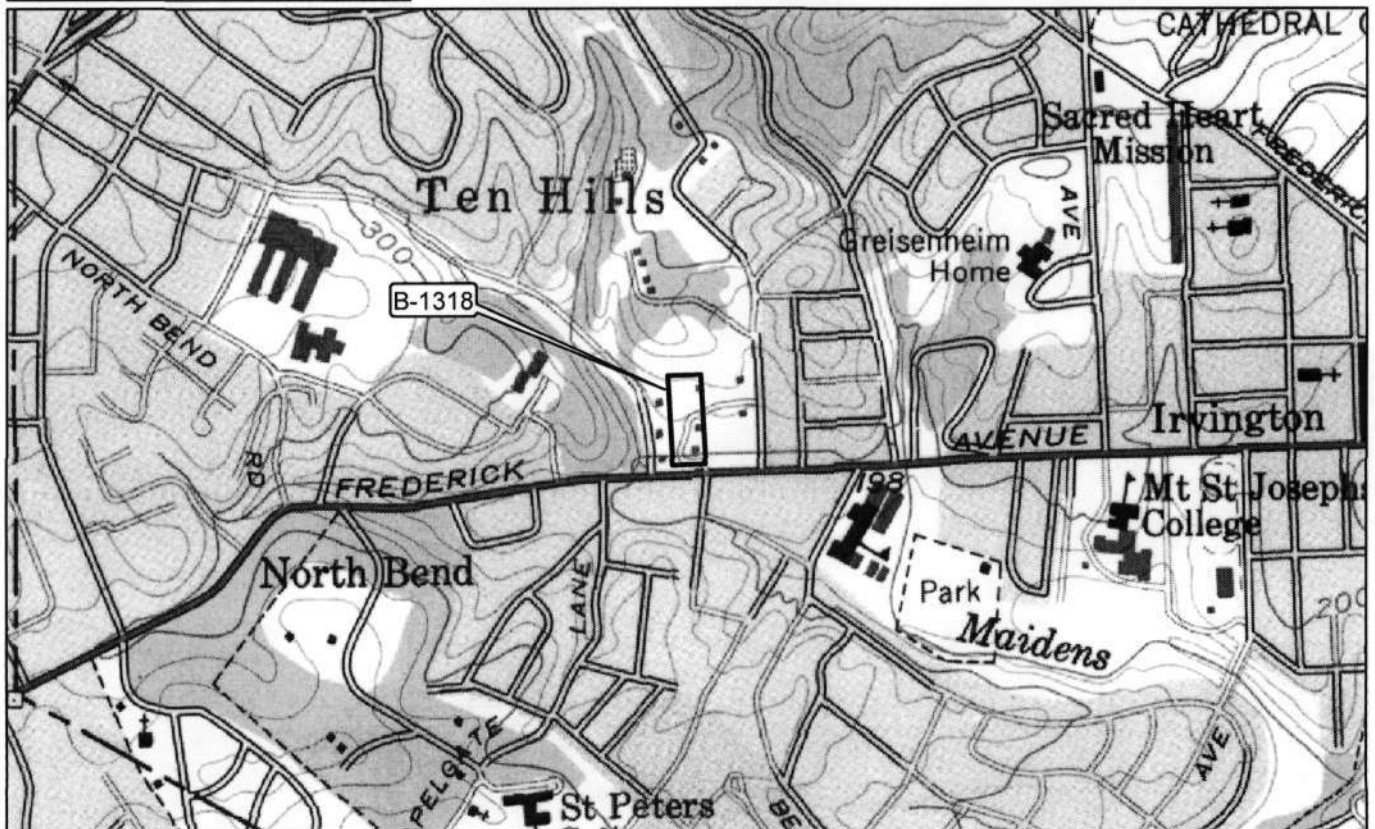 CATHEDRAL
Sacred Heart
Mission
Ten Hills
AVE
Greisenheim
Home
300
NORTH BEND
RD
B-1318
Irvington
AVENUE
FREDERICK
198
Mt St Josephs
College
North Bend
LANE
Park
Maidens
200
AVE
PELGATE
St Peters